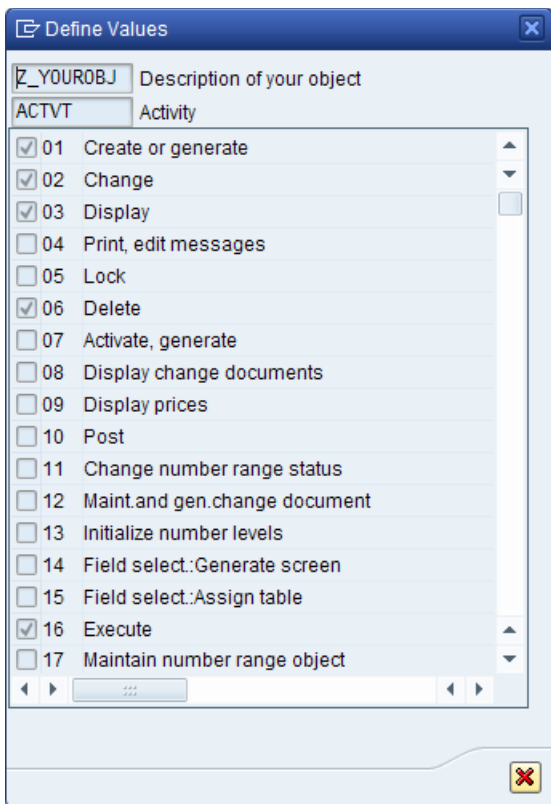 Define Values
Z_YOUROBJ Description of your object
ACTVT Activity
01 Create or generate
02 Change
03 Display
04 Print, edit messages
05 Lock
06 Delete
07 Activate, generate
08 Display change documents
09 Display prices
10 Post
11 Change number range status
12 Maint.and gen.change document
13 Initialize number levels
14 Field select.:Generate screen
15 Field select.:Assign table
16 Execute
17 Maintain number range object